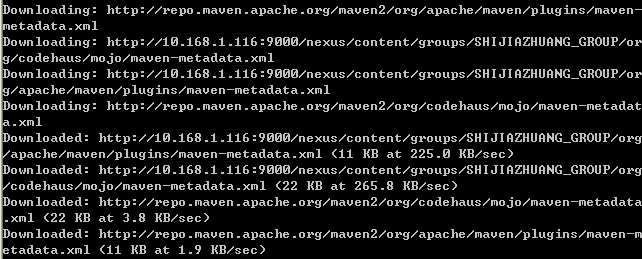 Downloading: http://repo.maven.apache.org/maven2/org/apache/maven/plugins/maven-
metadata.xml
Downloading: http://10.168.1.116:9000/nexus/content/groups/SHIJIAZHUANG_GROUP/or
g/codehaus/mojo/maven-metadata.xml
Downloading: http://10.168.1.116:9000/nexus/content/groups/SHIJIAZHUANG_GROUP/or
g/apache/maven/plugins/maven-metadata.xml
Downloading: http://repo.maven.apache.org/maven2/org/codehaus/mojo/maven-metadat
a.xml
Downloaded: http://10.168.1.116:9000/nexus/content/groups/SHIJIAZHUANG_GROUP/org
/apache/maven/plugins/maven-metadata.xml (11 KB at 225.0 KB/sec)
Downloaded: http://10.168.1.116:9000/nexus/content/groups/SHIJIAZHUANG_GROUP/org
/codehaus/mojo/maven-metadata.xml (22 KB at 265.8 KB/sec)
Downloaded: http://repo.maven.apache.org/maven2/org/codehaus/mojo/maven-metadata
.xml (22 KB at 3.8 KB/sec)
Downloaded: http://repo.maven.apache.org/maven2/org/apache/maven/plugins/maven-m
etadata.xml (11 KB at 1.9 KB/sec)